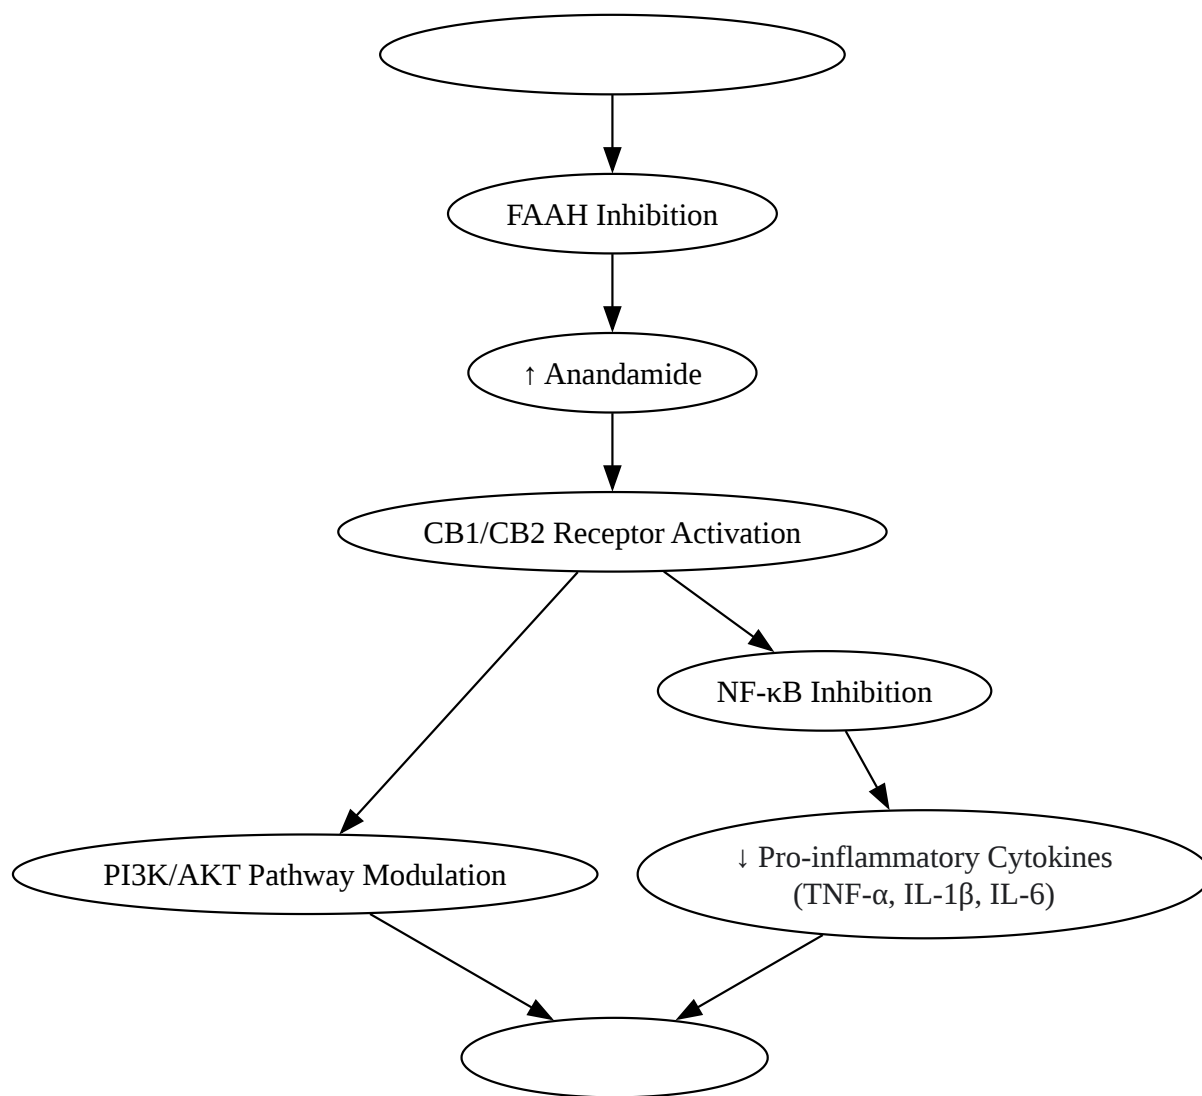 FAAH Inhibition
↑ Anandamide
CB1/CB2 Receptor Activation
NF-κB Inhibition
PI3K/AKT Pathway Modulation
↓ Pro-inflammatory Cytokines
(TNF-α, IL-1β, IL-6)